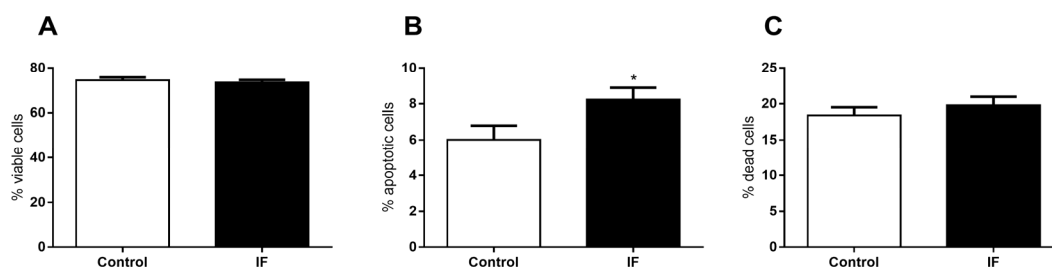 A
% viable cells
80
60
40
20
0
Control
IF
B
% apoptotic cells
10
8
6
4
2
0
*
Control
IF
C
% dead cells
25
20
15
10
5
0
Control
IF